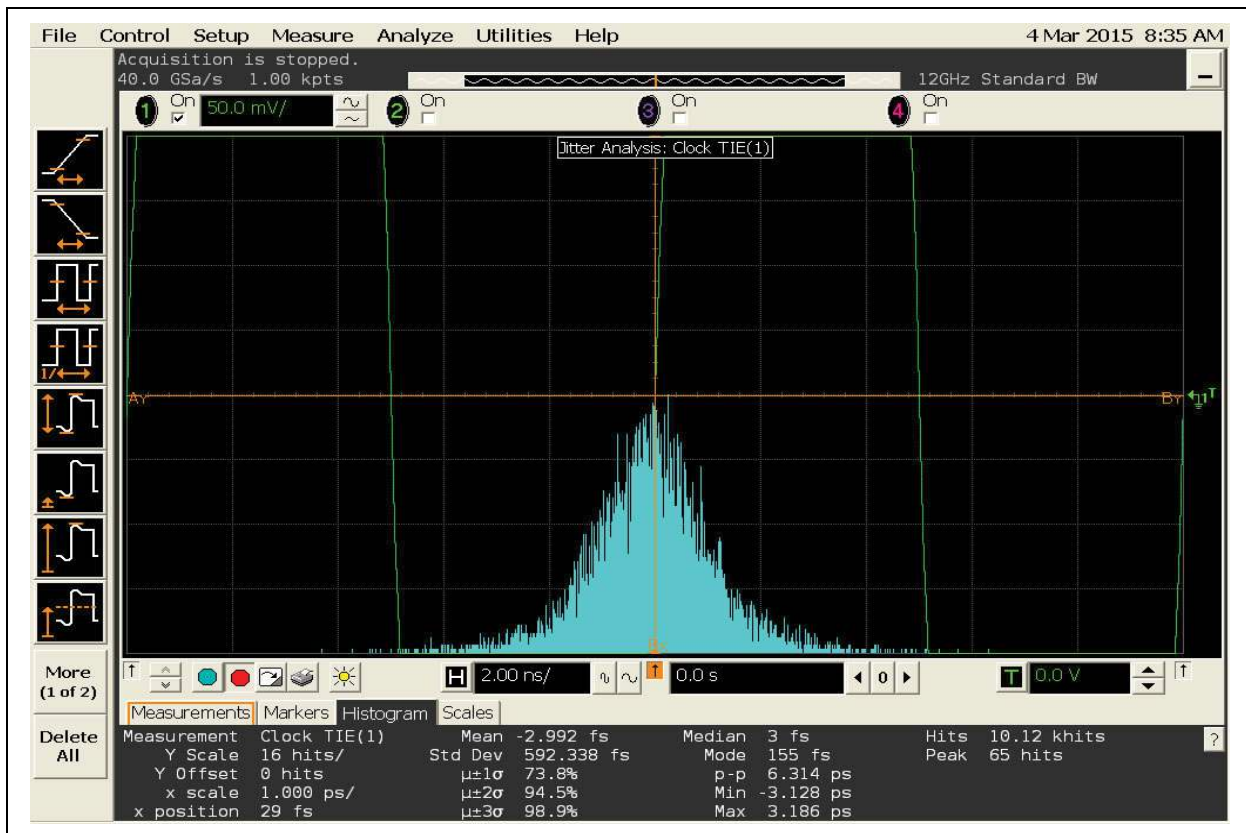 File Control Setup Measure Analyze Utilities Help 4 Mar 2015 8:35 AM
Acquisition is stopped.
40.0 GSa/s 1.00 kpts 12GHz Standard BW
1 On 50.0 mV/ 2 On 3 On 4 On
Jitter Analysis: Clock TIE(1)
1/
AY BY 1 T
More
(1 of 2)
Delete
All
H 2.00 ns/ 0.0 s 0 T 0.0 V
Measurements Markers Histogram Scales
Measurement Clock TIE(1) Mean -2.992 fs Median 3 fs Hits 10.12 khits ?
Y Scale 16 hits/ Std Dev 592.338 fs Mode 155 fs Peak 65 hits
Y Offset 0 hits μ±1σ 73.8% p-p 6.314 ps
x scale 1.000 ps/ μ±2σ 94.5% Min -3.128 ps
x position 29 fs μ±3σ 98.9% Max 3.186 ps